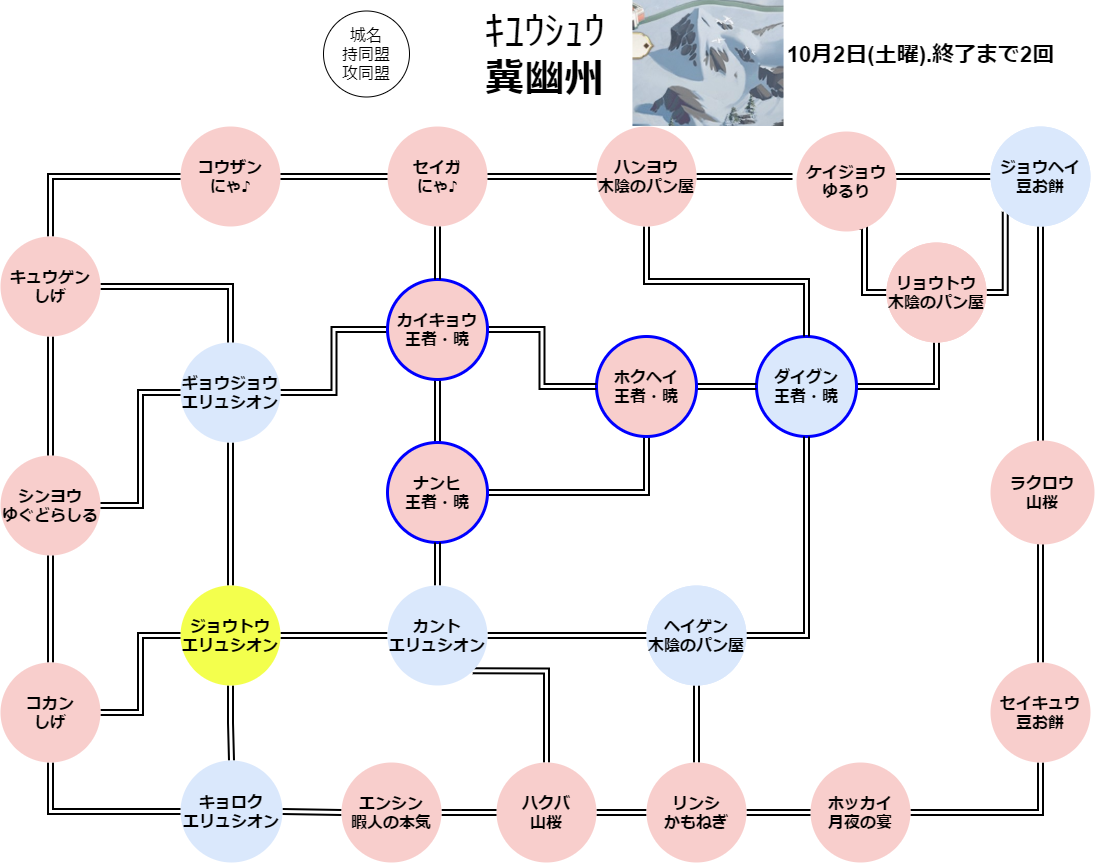 城名
持同盟
攻同盟
ｷﾕｳｼｭｳ
冀幽州
10月2日(土曜).終了まで2回
コウザン
にゃ♪
セイガ
にゃ♪
ハンヨウ
木陰のパン屋
ケイジョウ
ゆるり
ジョウヘイ
豆お餅
キュウゲン
しげ
リョウトウ
木陰のパン屋
カイキョウ
王者・暁
ギョウジョウ
エリュシオン
ホクヘイ
王者・暁
ダイグン
王者・暁
シンヨウ
ゆぐどらしる
ナンヒ
王者・暁
ラクロウ
山桜
ジョウトウ
エリュシオン
カント
エリュシオン
ヘイゲン
木陰のパン屋
コカン
しげ
セイキュウ
豆お餅
キョロク
エリュシオン
エンシン
暇人の本気
ハクバ
山桜
リンシ
かもねぎ
ホッカイ
月夜の宴